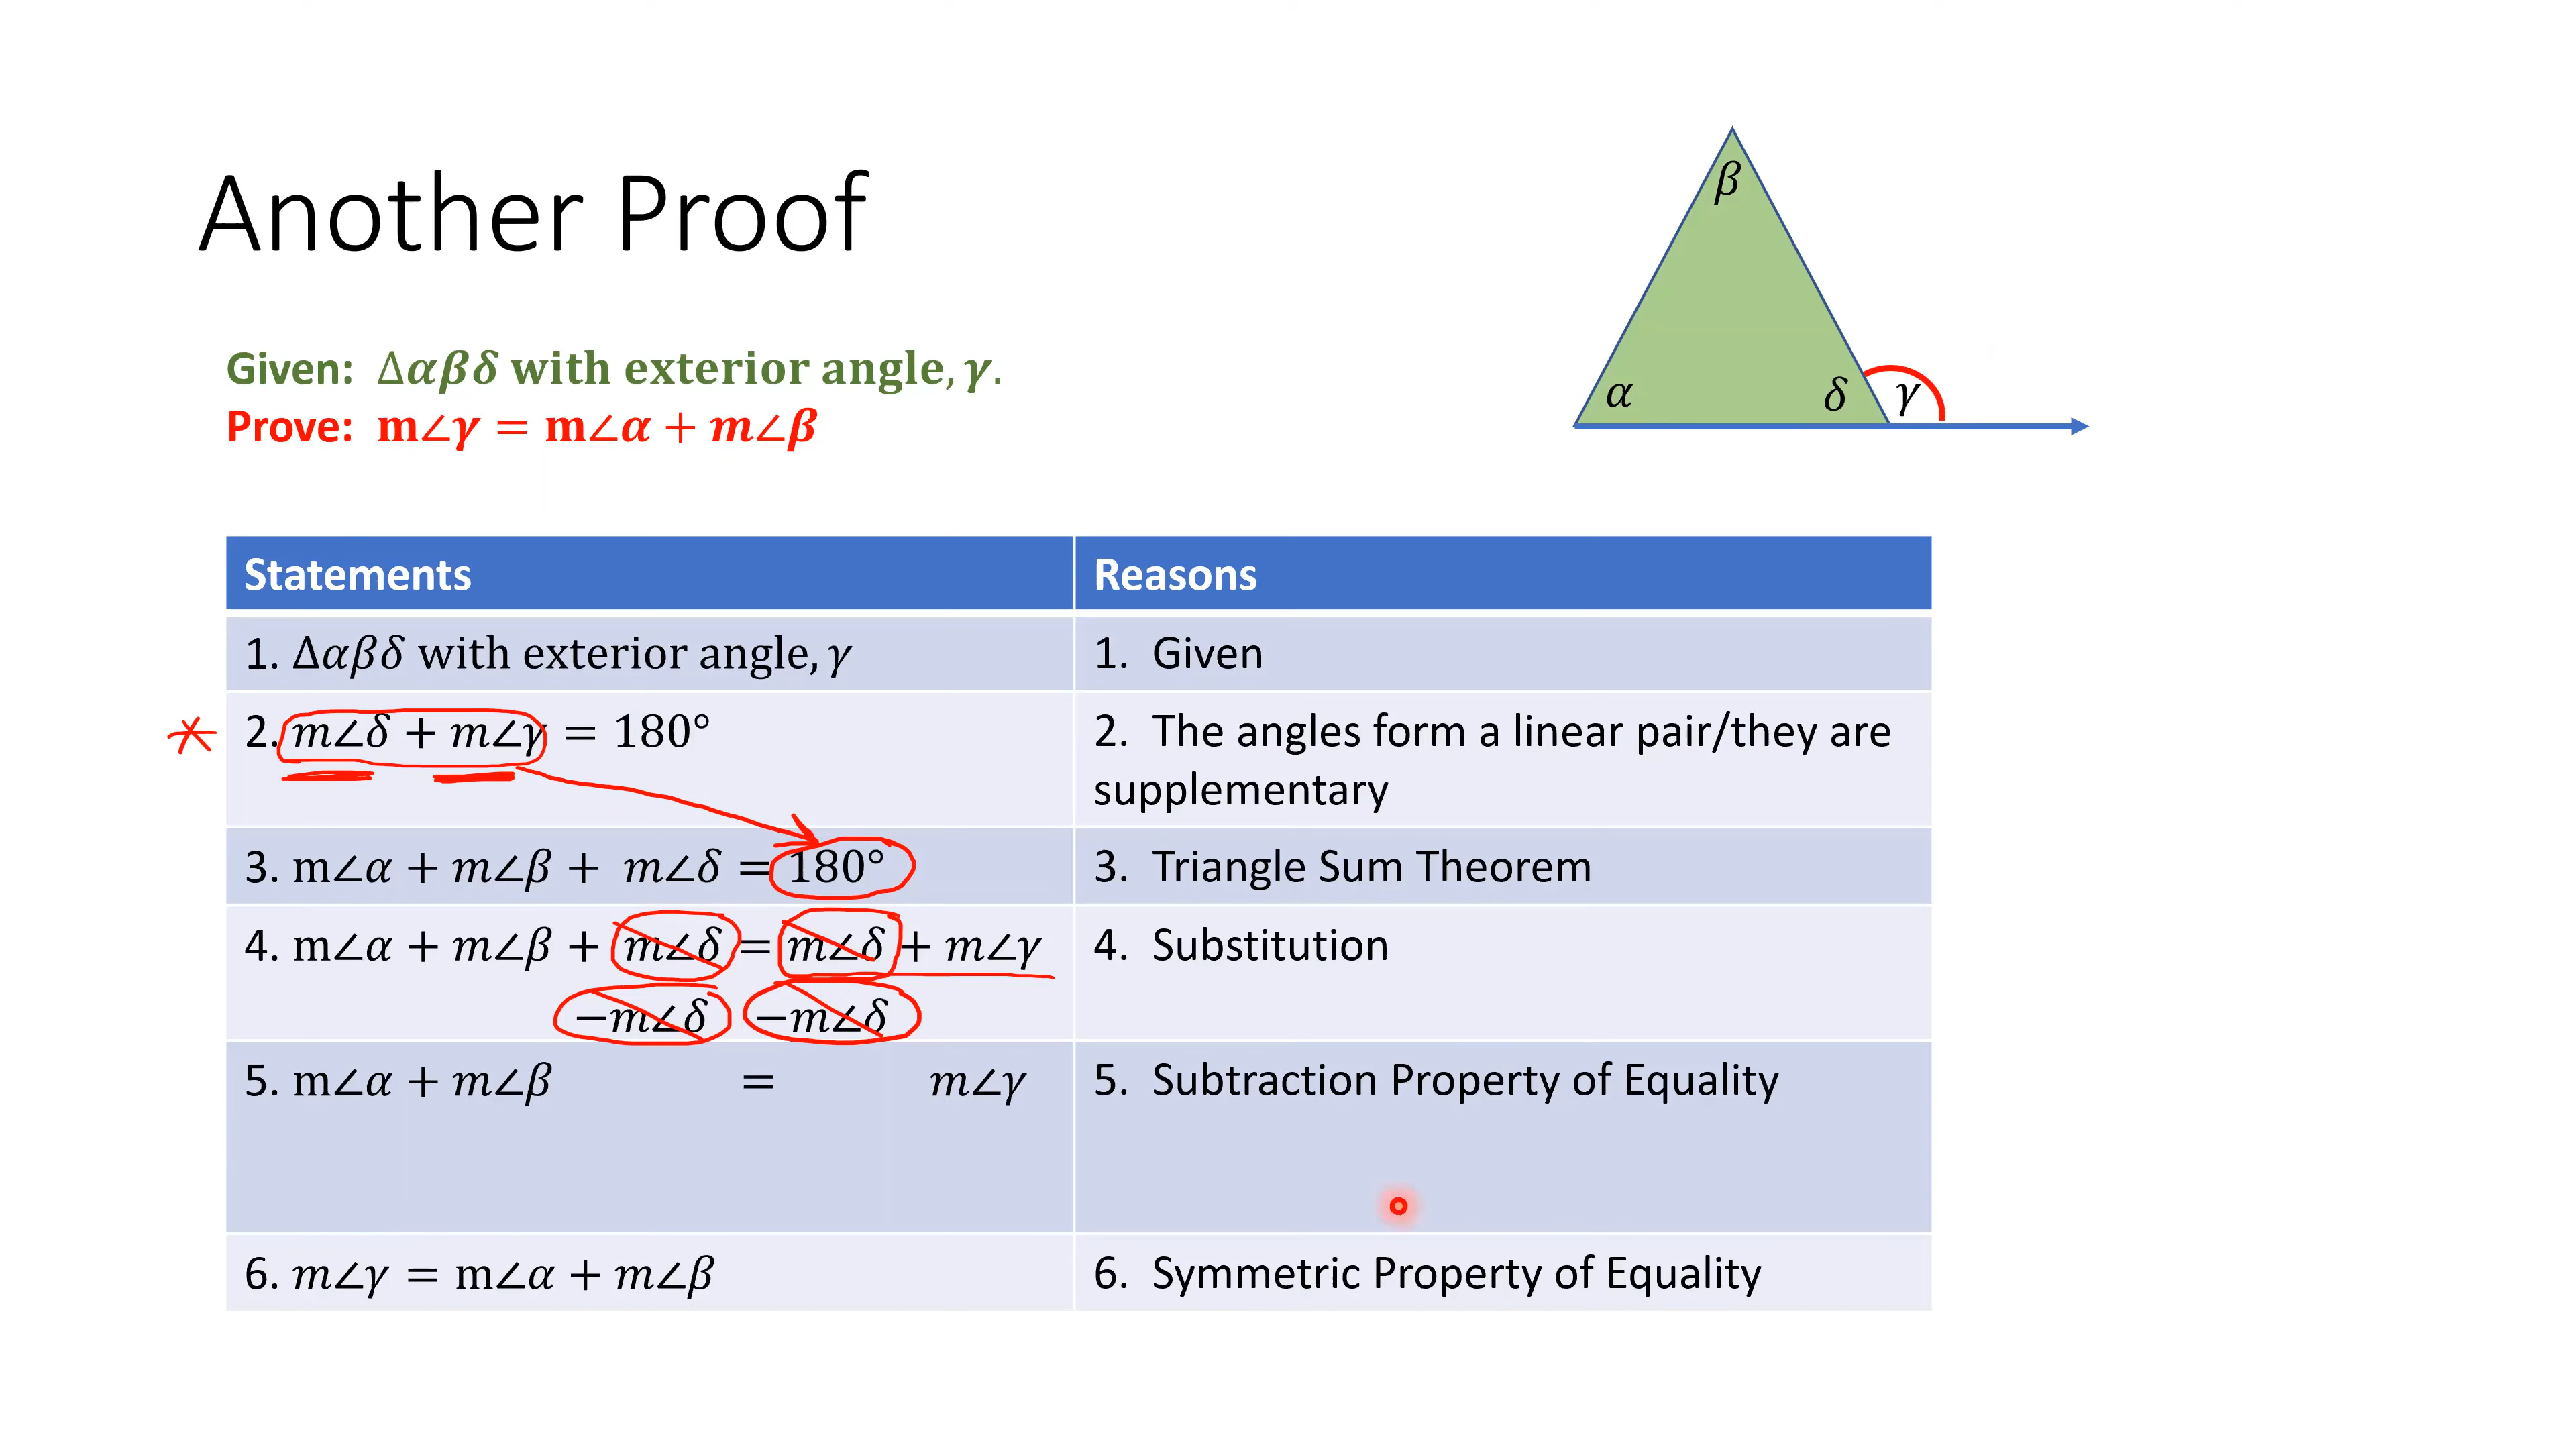 Another Proof
β
α
δ
γ
Given: Δαβδ with exterior angle, γ.
Prove: m∠γ = m∠α + m∠β
Statements
Reasons
1. Δαβδ with exterior angle, γ
1. Given
2. m∠δ + m∠γ = 180°
2. The angles form a linear pair/they are
supplementary
3. m∠α + m∠β + m∠δ = 180°
3. Triangle Sum Theorem
4. m∠α + m∠β + m∠δ = m∠δ + m∠γ
4. Substitution
−m∠δ −m∠δ
5. m∠α + m∠β = m∠γ
5. Subtraction Property of Equality
6. m∠γ = m∠α + m∠β
6. Symmetric Property of Equality